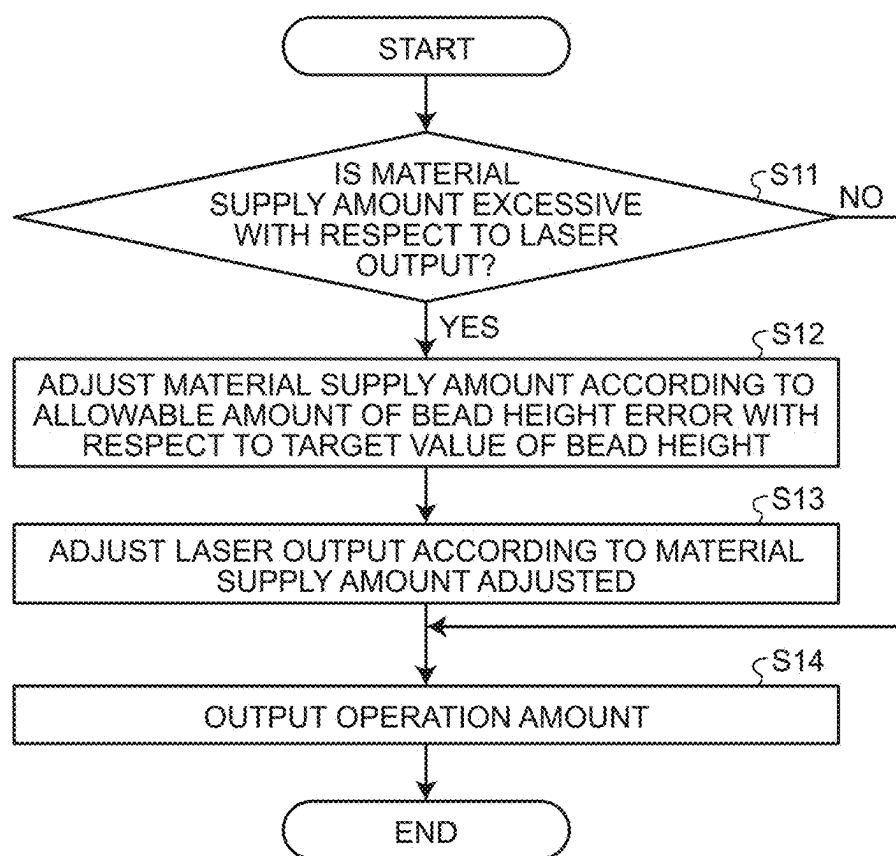 START
IS MATERIAL
SUPPLY AMOUNT EXCESSIVE
WITH RESPECT TO LASER
OUTPUT?
S11
NO
YES
S12
ADJUST MATERIAL SUPPLY AMOUNT ACCORDING TO
ALLOWABLE AMOUNT OF BEAD HEIGHT ERROR WITH
RESPECT TO TARGET VALUE OF BEAD HEIGHT
S13
ADJUST LASER OUTPUT ACCORDING TO MATERIAL
SUPPLY AMOUNT ADJUSTED
S14
OUTPUT OPERATION AMOUNT
END